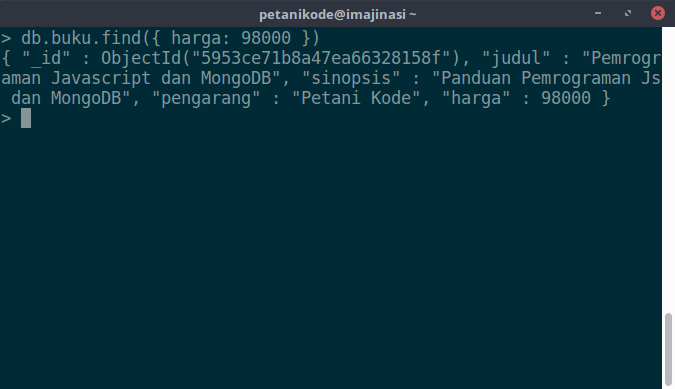 petanikode@imajinasi ~
> db.buku.find({ harga: 98000 })
{ "_id" : ObjectId("5953ce71b8a47ea66328158f"), "judul" : "Pemrogr
aman Javascript dan MongoDB", "sinopsis" : "Panduan Pemrograman Js
 dan MongoDB", "pengarang" : "Petani Kode", "harga" : 98000 }
>